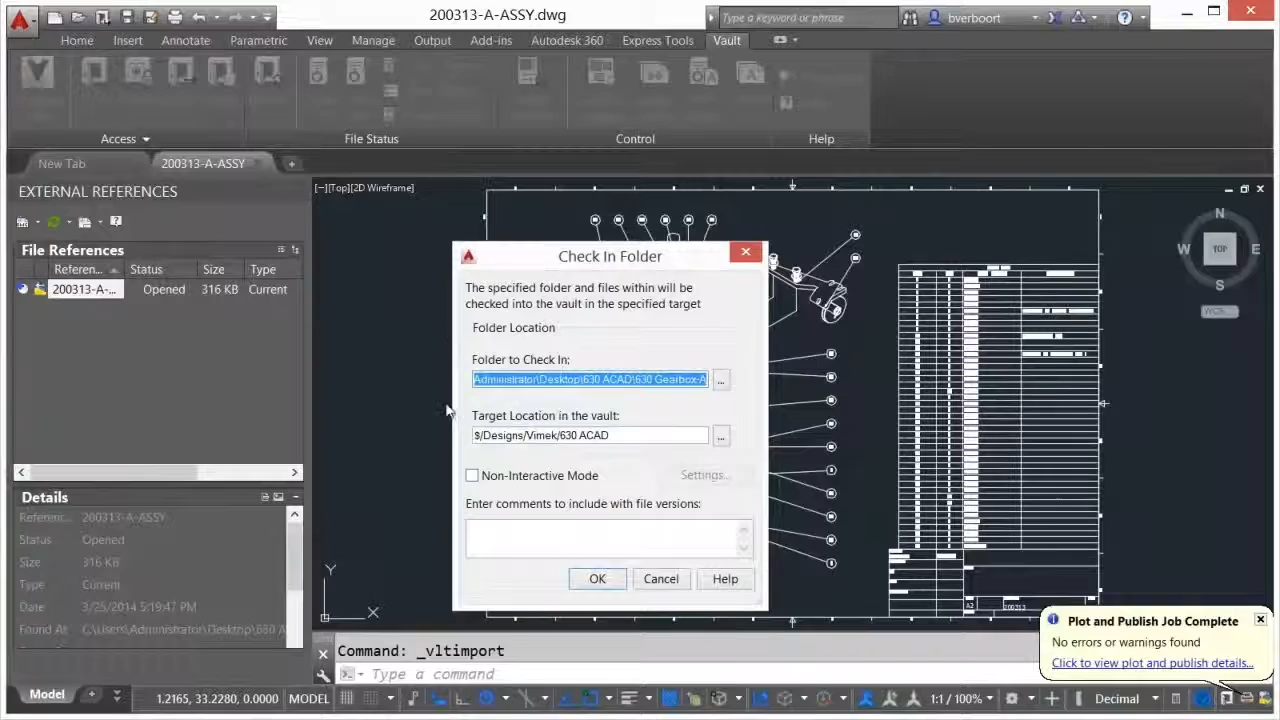 200313-A-ASSY.dwg
Type a keyword or phrase
bverboort
Home Insert Annotate Parametric View Manage Output Add-ins Autodesk 360 Express Tools Vault
Access File Status Control Help
New Tab 200313-A-ASSY
EXTERNAL REFERENCES
[−][Top][2D Wireframe]
File References
Referen... Status Size Type
200313-A-... Opened 316 KB Current
N
W TOP E
S
WCS
Check In Folder
The specified folder and files within will be
checked into the vault in the specified target
Folder Location
Folder to Check In:
Administrator\Desktop\630 ACAD\630 Gearbox-A
...
Target Location in the vault:
$/Designs/Vimek/630 ACAD
...
Non-Interactive Mode Settings...
Enter comments to include with file versions:
OK Cancel Help
Details
Referenc... 200313-A-ASSY
Status Opened
Size 316 KB
Type Current
Date 3/25/2014 5:19:47 PM
Found At C:\Users\Administrator\Desktop\630 A
Y
X
A2 200313
Plot and Publish Job Complete
No errors or warnings found
Click to view plot and publish details...
Command: _vltimport
Type a command
Model 1.2165, 33.2280, 0.0000 MODEL 1:1 / 100% Decimal